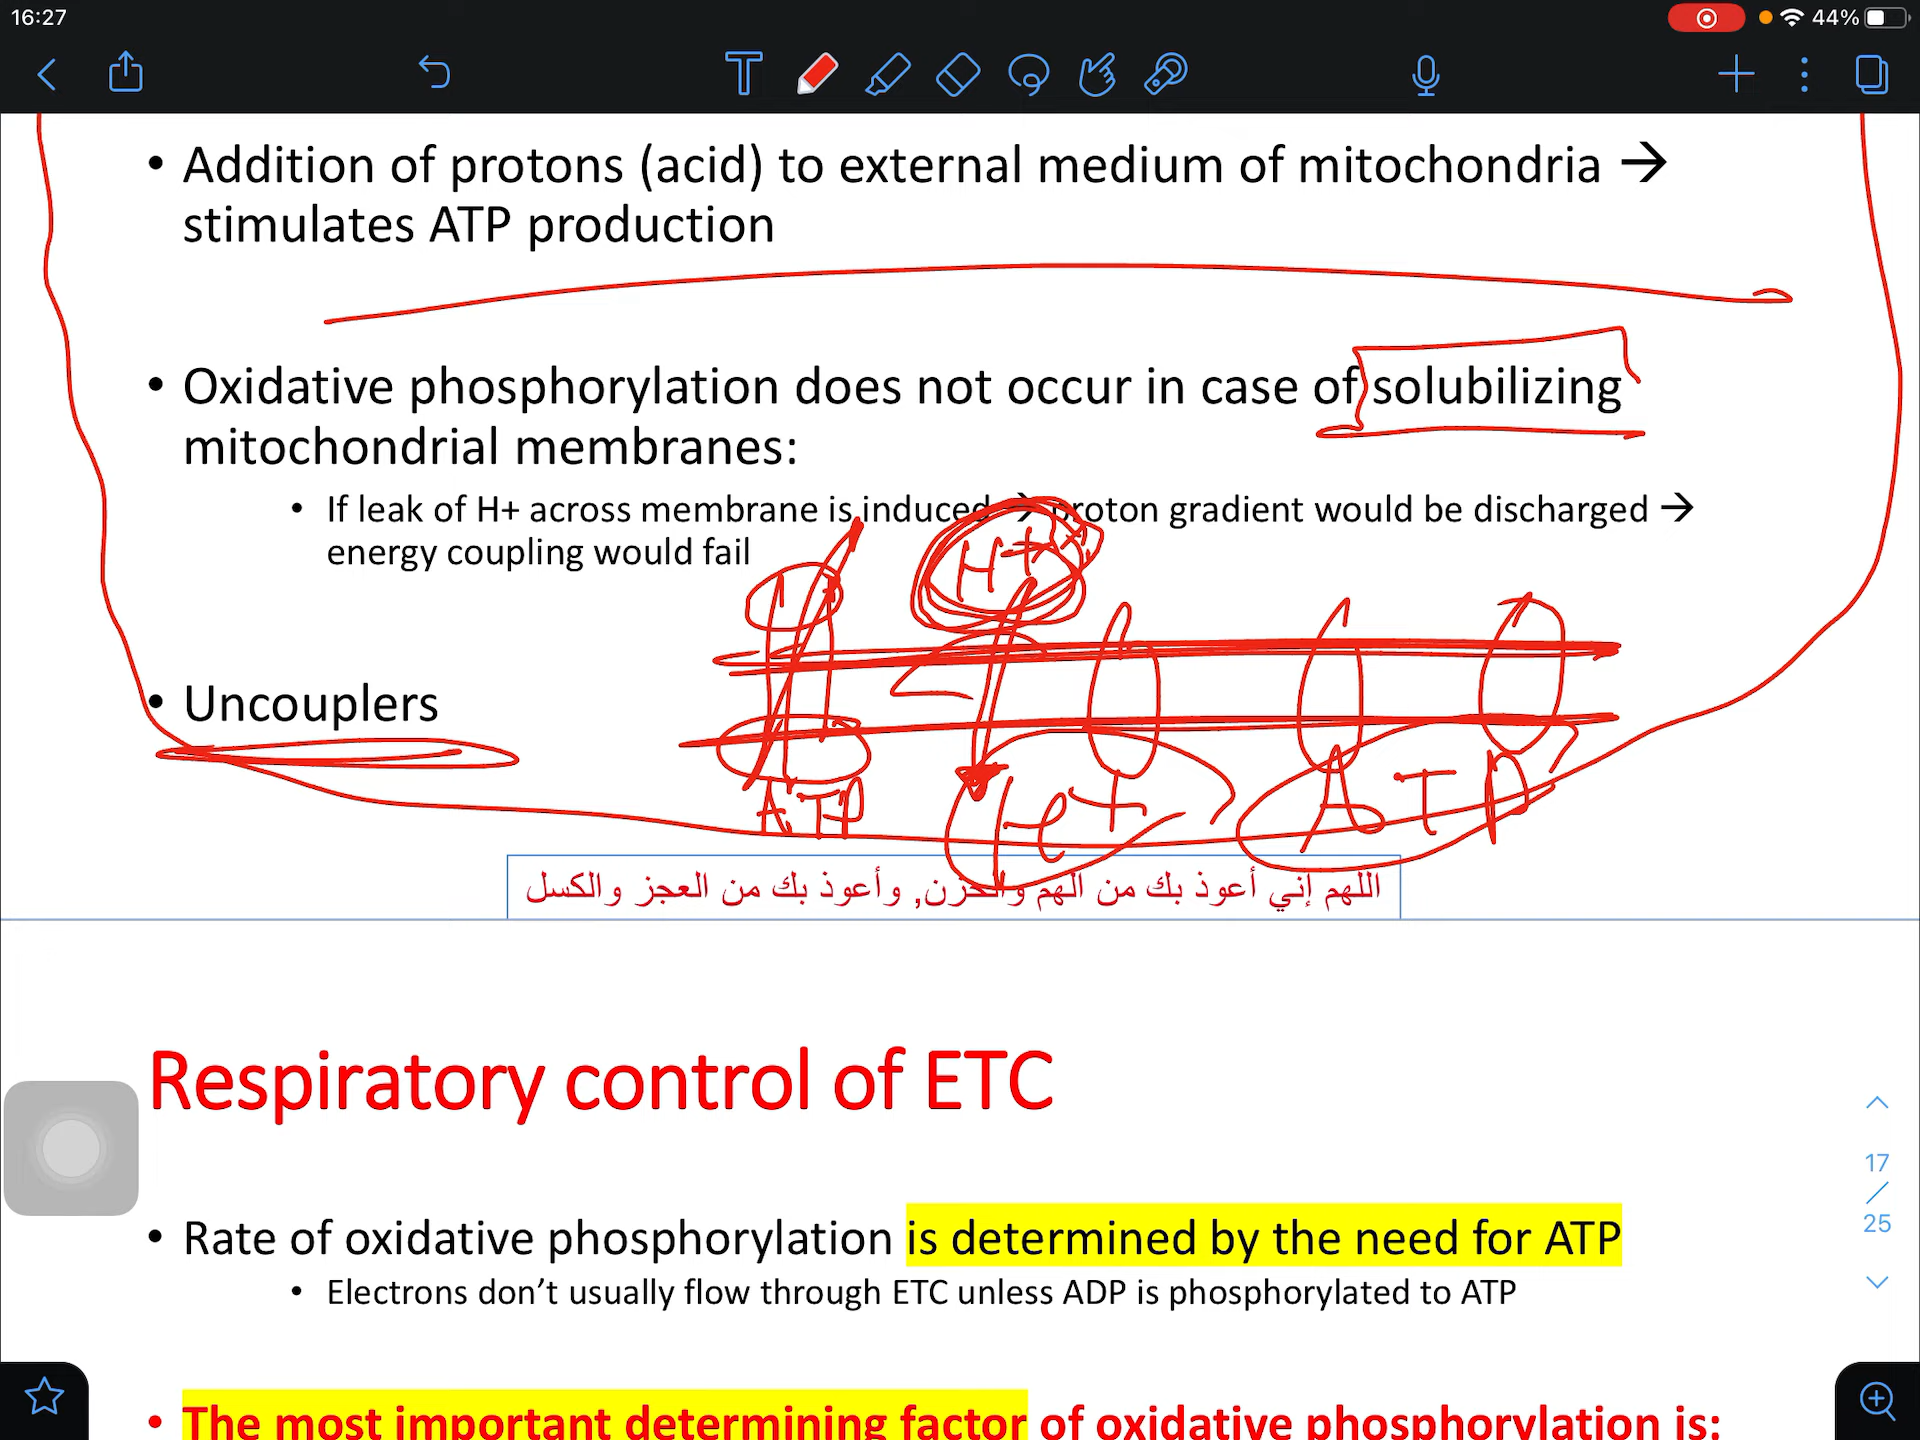 16:27
44%
T
• Addition of protons (acid) to external medium of mitochondria →
stimulates ATP production
• Oxidative phosphorylation does not occur in case of solubilizing
mitochondrial membranes:
• If leak of H+ across membrane is induced → proton gradient would be discharged →
energy coupling would fail
H+
• Uncouplers
ATP
H+
ATP
اللهم إني أعوذ بك من الهم والحزن, وأعوذ بك من العجز والكسل
Respiratory control of ETC
17
/
25
• Rate of oxidative phosphorylation is determined by the need for ATP
• Electrons don’t usually flow through ETC unless ADP is phosphorylated to ATP
• The most important determining factor of oxidative phosphorylation is: